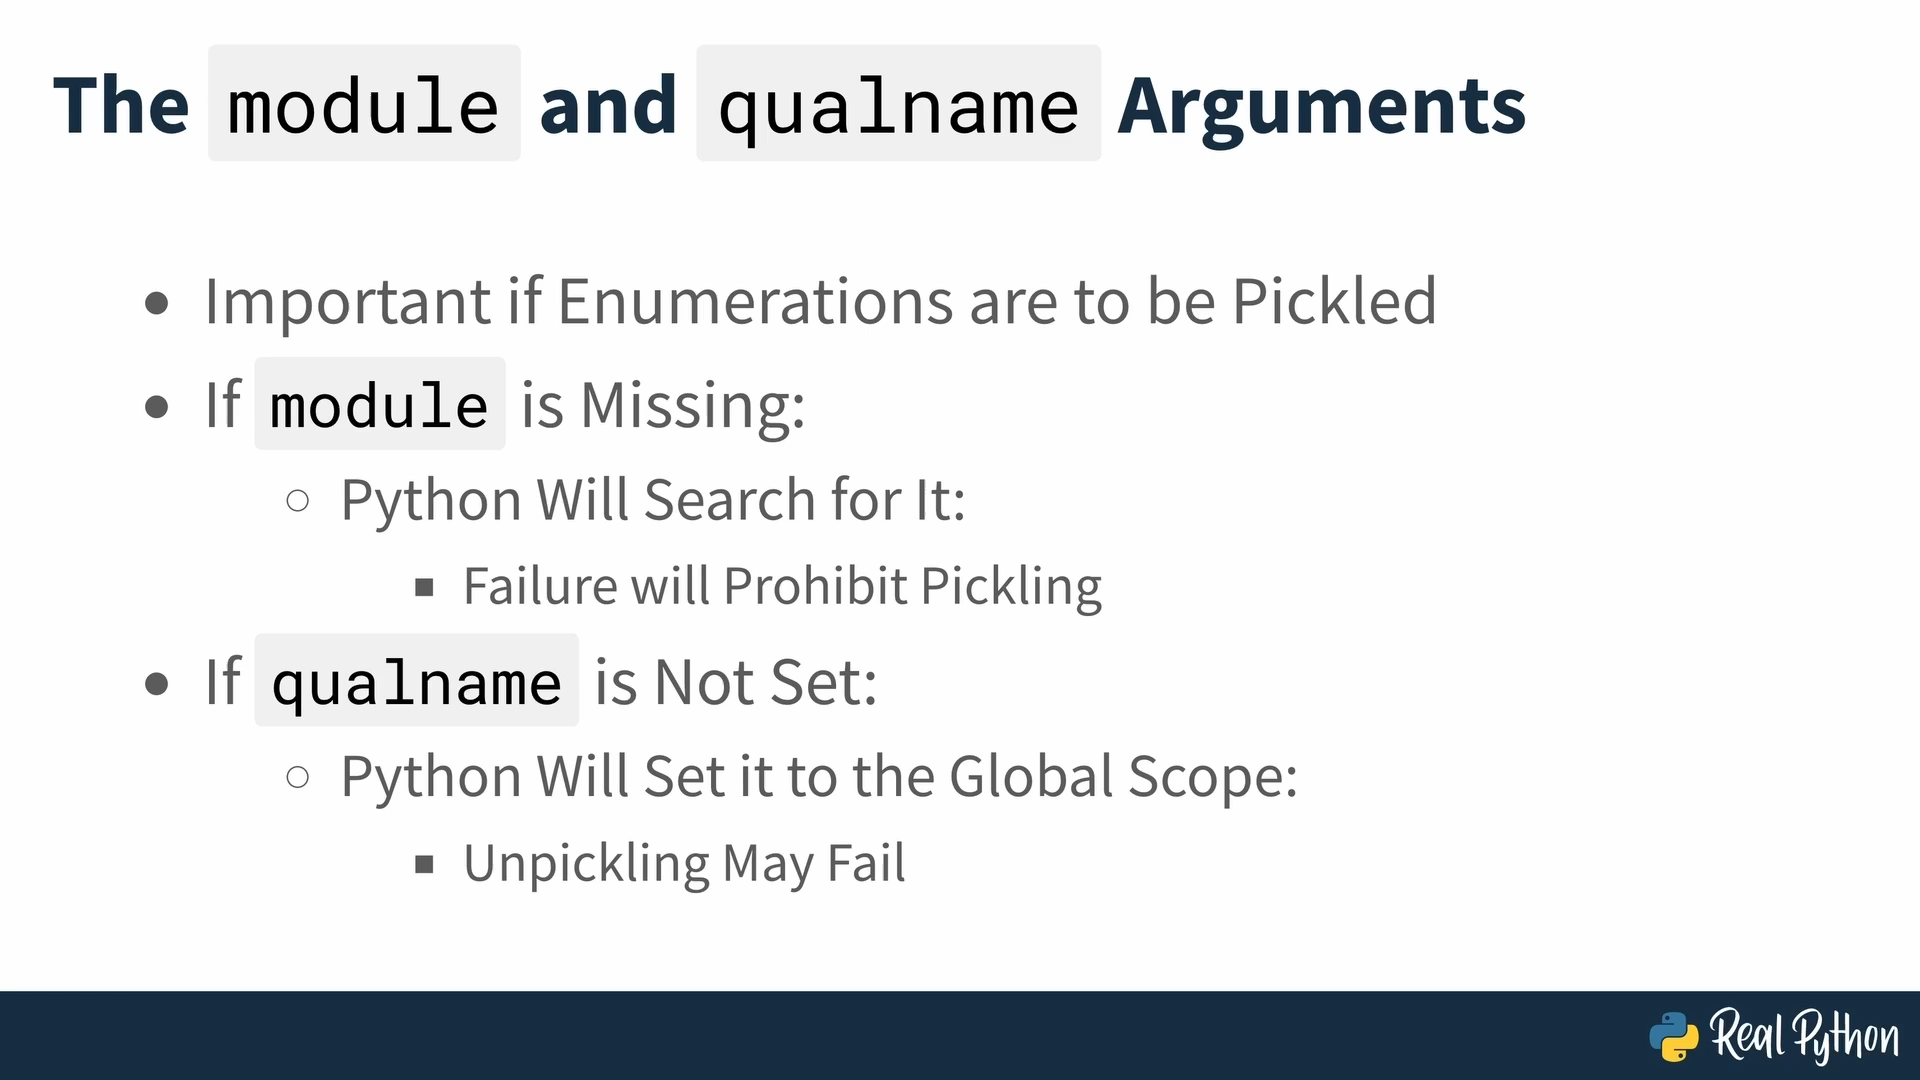 The module and qualname Arguments
Important if Enumerations are to be Pickled
If module is Missing:
Python Will Search for It:
Failure will Prohibit Pickling
If qualname is Not Set:
Python Will Set it to the Global Scope:
Unpickling May Fail
Real Python